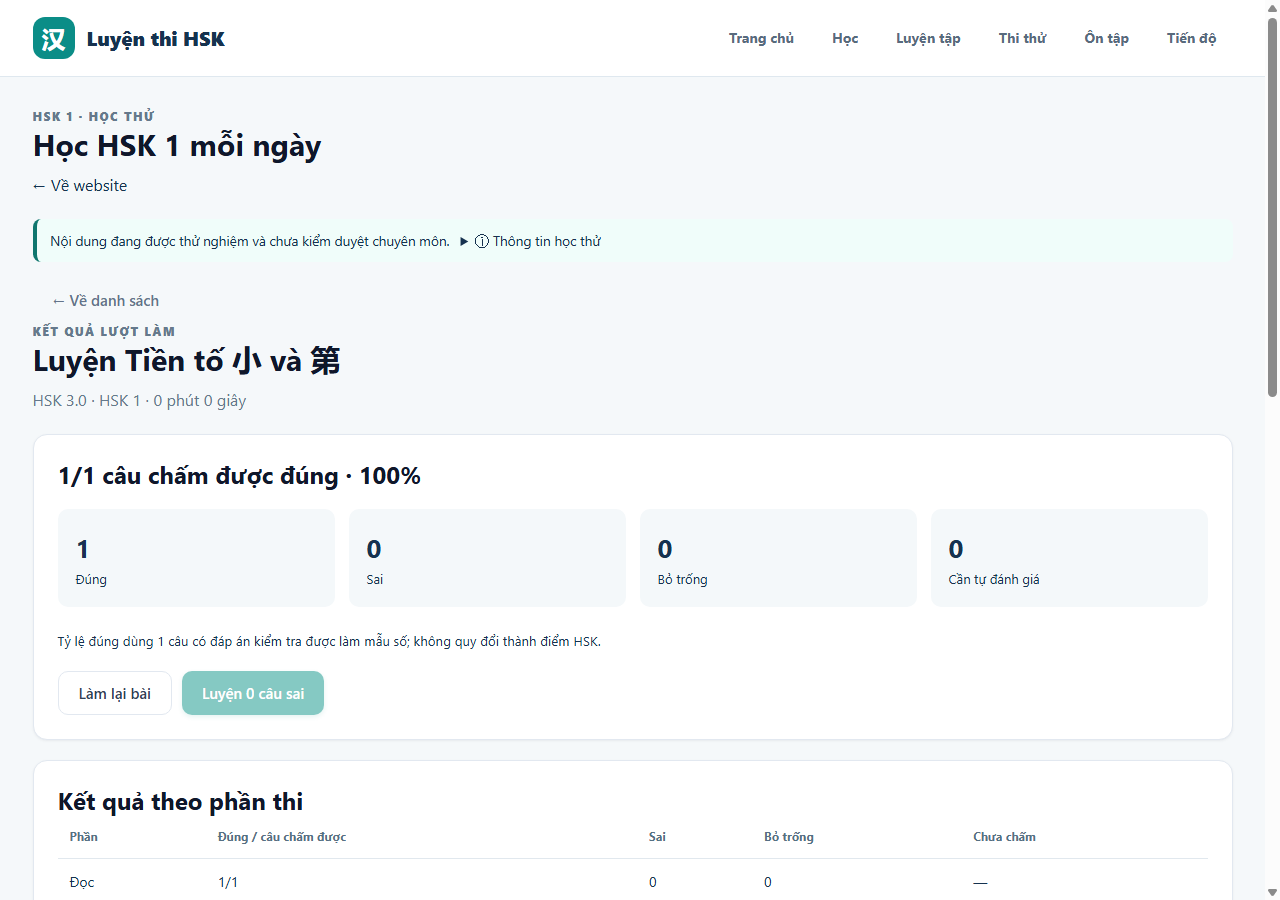 汉 Luyện thi HSK
Trang chủ Học Luyện tập Thi thử Ôn tập Tiến độ
HSK 1 · HỌC THỬ
Học HSK 1 mỗi ngày
← Về website
Nội dung đang được thử nghiệm và chưa kiểm duyệt chuyên môn. ▶ ⓘ Thông tin học thử
← Về danh sách
KẾT QUẢ LƯỢT LÀM
Luyện Tiền tố 小 và 第
HSK 3.0 · HSK 1 · 0 phút 0 giây
1/1 câu chấm được đúng · 100%
1 0 0 0
Đúng Sai Bỏ trống Cần tự đánh giá
Tỷ lệ đúng dùng 1 câu có đáp án kiểm tra được làm mẫu số; không quy đổi thành điểm HSK.
Làm lại bài Luyện 0 câu sai
Kết quả theo phần thi
Phần Đúng / câu chấm được Sai Bỏ trống Chưa chấm
Đọc 1/1 0 0 —